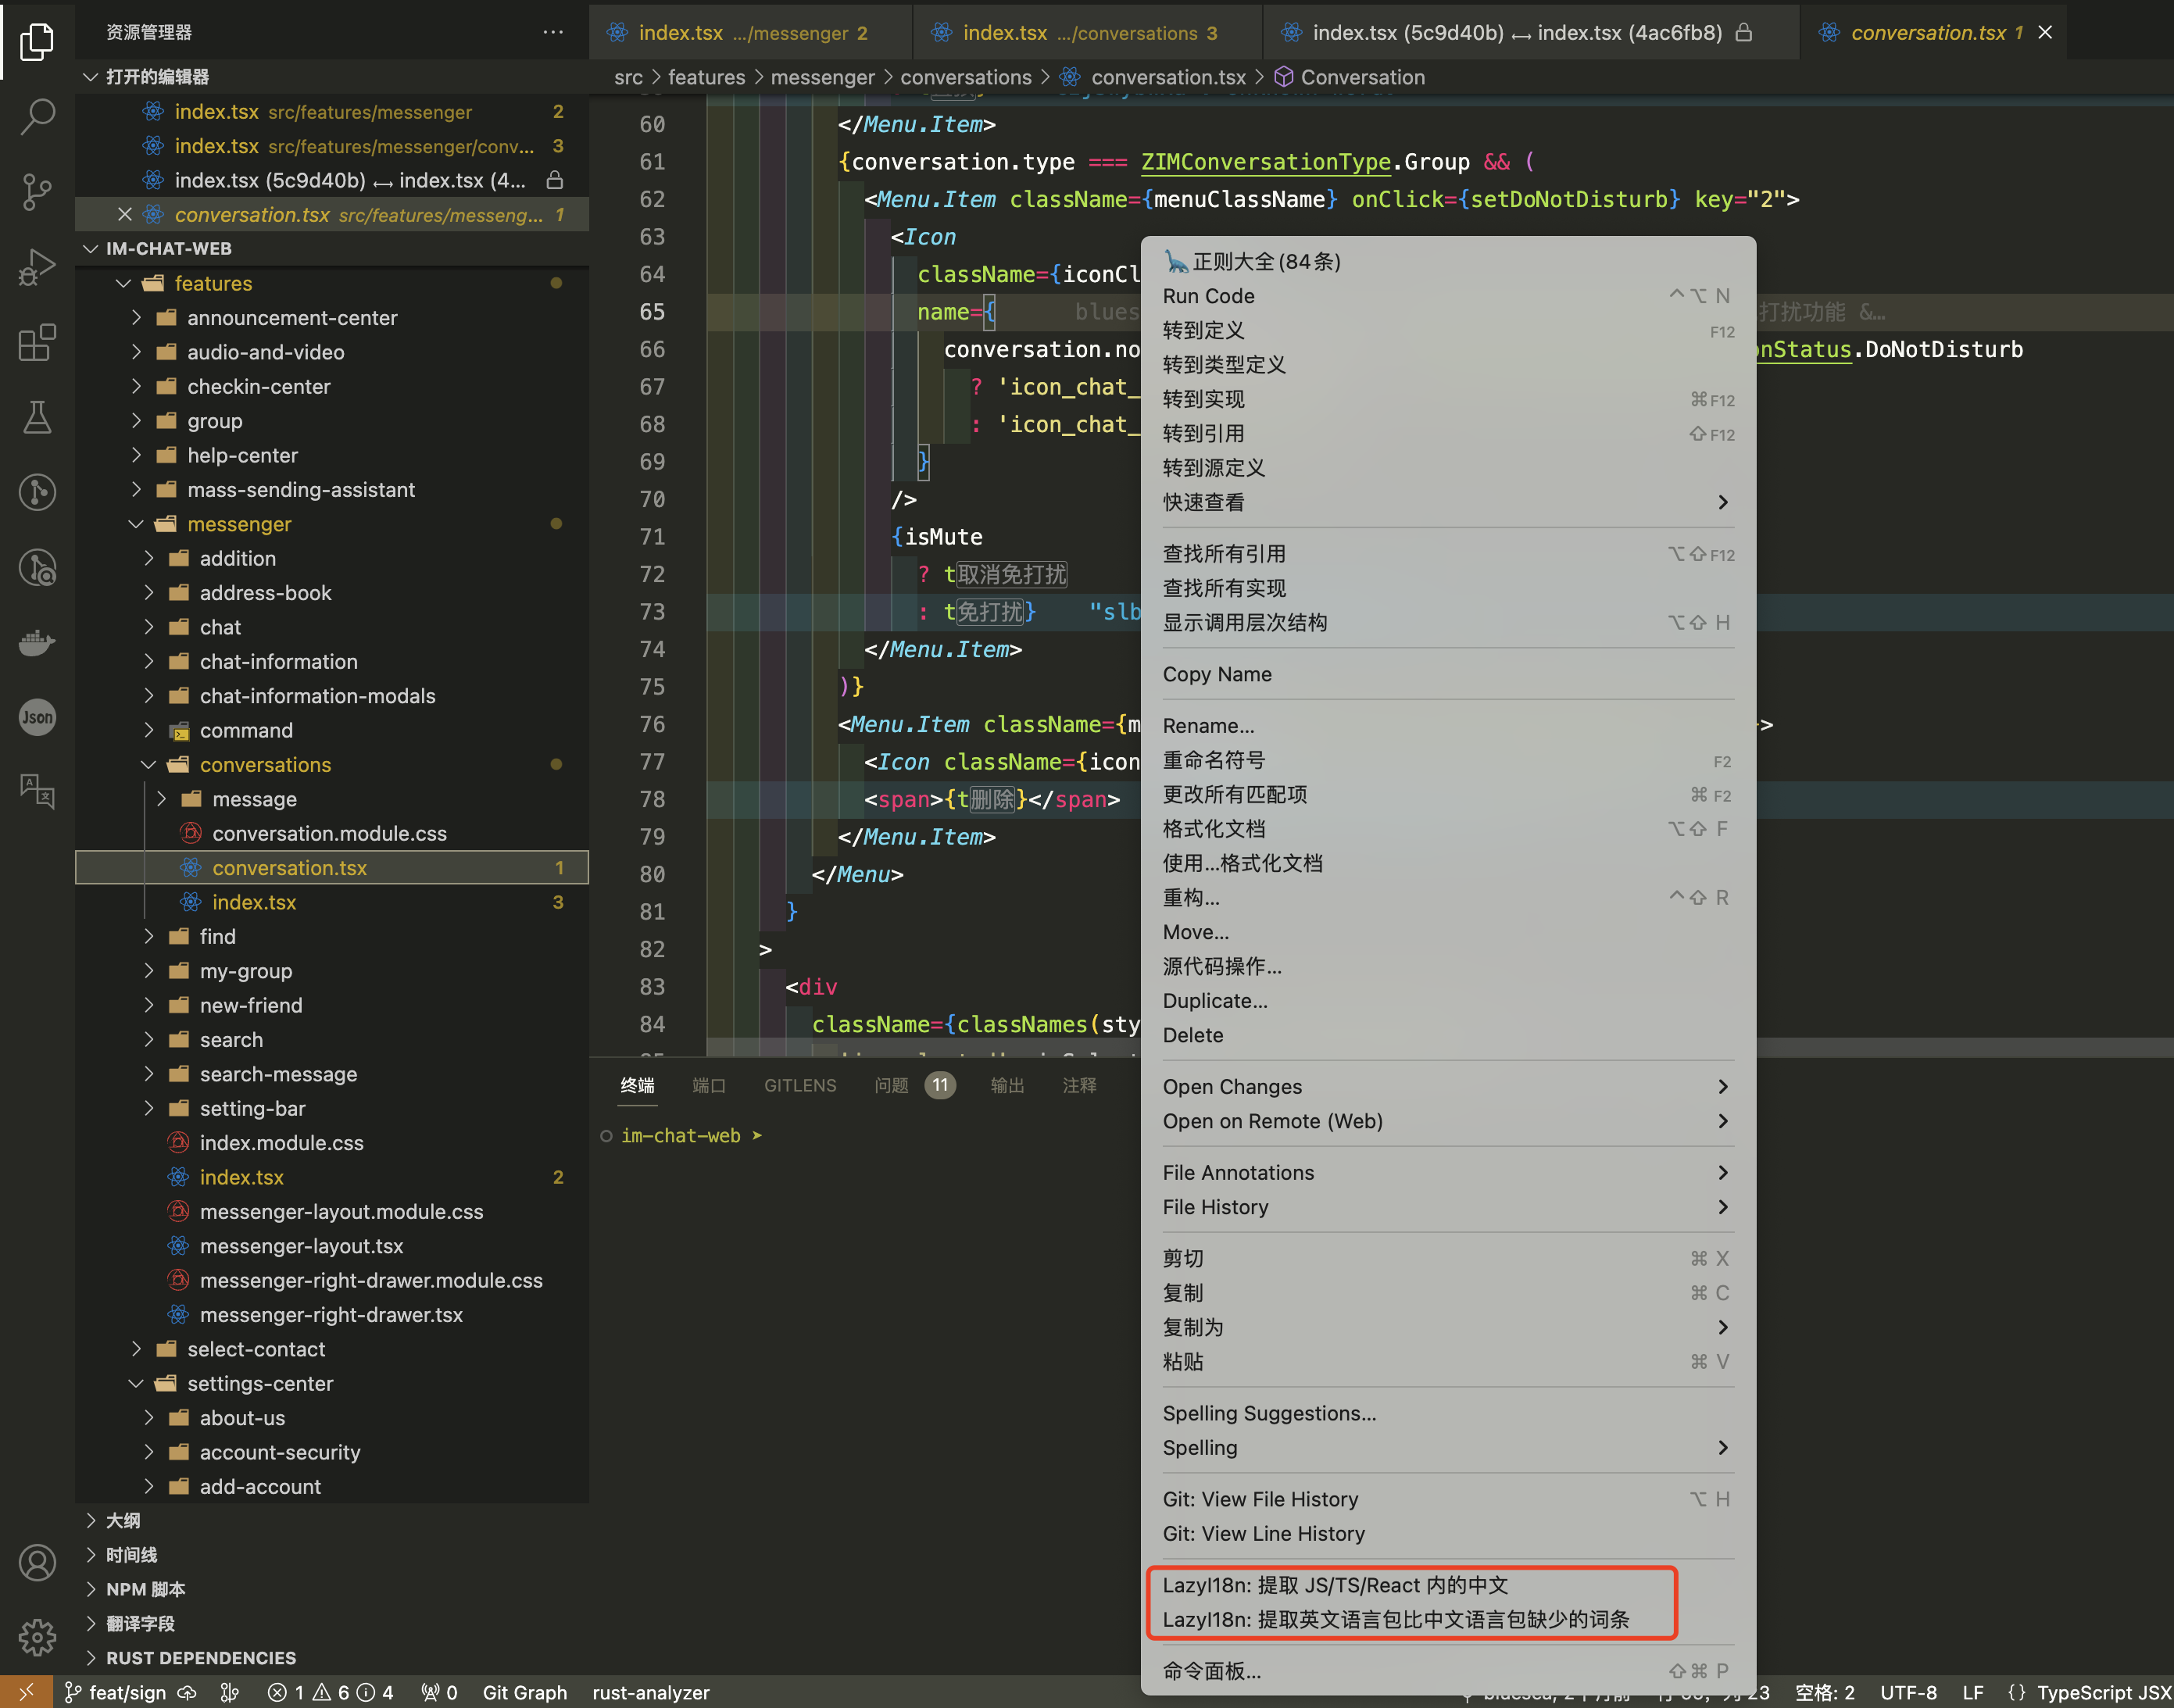 资源管理器
index.tsx .../messenger 2
index.tsx .../conversations 3
index.tsx (5c9d40b) ↔ index.tsx (4ac6fb8)
conversation.tsx 1
打开的编辑器
src > features > messenger > conversations > conversation.tsx > Conversation
index.tsx src/features/messenger 2
index.tsx src/features/messenger/conv... 3
index.tsx (5c9d40b) ↔ index.tsx (4...
conversation.tsx src/features/messeng... 1
IM-CHAT-WEB
features
announcement-center
audio-and-video
checkin-center
group
help-center
mass-sending-assistant
messenger
addition
address-book
chat
chat-information
chat-information-modals
command
conversations
message
conversation.module.css
conversation.tsx 1
index.tsx 3
find
my-group
new-friend
search
search-message
setting-bar
index.module.css
index.tsx 2
messenger-layout.module.css
messenger-layout.tsx
messenger-right-drawer.module.css
messenger-right-drawer.tsx
select-contact
settings-center
about-us
account-security
add-account
大纲
时间线
NPM 脚本
翻译字段
RUST DEPENDENCIES
Json
60 </Menu.Item>
61 {conversation.type === ZIMConversationType.Group && (
62 <Menu.Item className={menuClassName} onClick={setDoNotDisturb} key="2">
63 <Icon
64 className={iconCl
65 name={ blues 打扰功能 &...
66 conversation.no nStatus.DoNotDisturb
67 ? 'icon_chat_
68 : 'icon_chat_
69 }
70 />
71 {isMute
72 ? t取消免打扰
73 : t免打扰} "slb
74 </Menu.Item>
75 )}
76 <Menu.Item className={m >
77 <Icon className={icon
78 <span>{t删除}</span>
79 </Menu.Item>
80 </Menu>
81 }
82 >
83 <div
84 className={classNames(sty
终端 端口 GITLENS 问题 11 输出 注释
im-chat-web ➤
🦕正则大全(84条)
Run Code ^⌥ N
转到定义 F12
转到类型定义
转到实现 ⌘F12
转到引用 ⇧F12
转到源定义
快速查看
查找所有引用 ⌥⇧F12
查找所有实现
显示调用层次结构 ⌥⇧ H
Copy Name
Rename...
重命名符号 F2
更改所有匹配项 ⌘ F2
格式化文档 ⌥⇧ F
使用...格式化文档
重构... ^⇧ R
Move...
源代码操作...
Duplicate...
Delete
Open Changes
Open on Remote (Web)
File Annotations
File History
剪切 ⌘ X
复制 ⌘ C
复制为
粘贴 ⌘ V
Spelling Suggestions...
Spelling
Git: View File History ⌥ H
Git: View Line History
LazyI18n: 提取 JS/TS/React 内的中文
LazyI18n: 提取英文语言包比中文语言包缺少的词条
命令面板... ⇧⌘ P
feat/sign 1 6 4 0 Git Graph rust-analyzer 23 空格: 2 UTF-8 LF {} TypeScript JSX